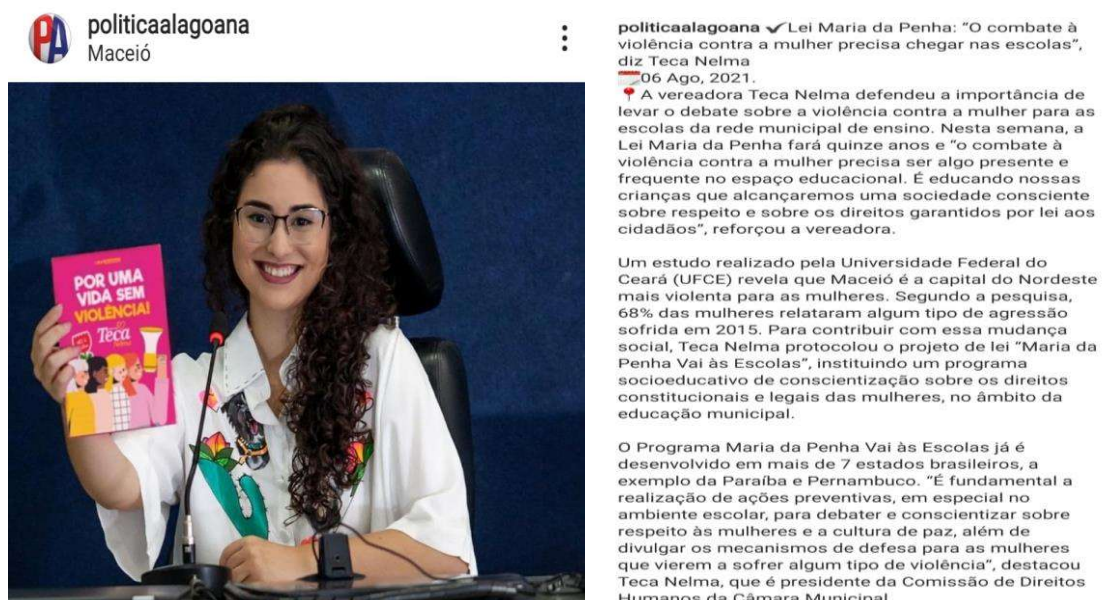 PA
politicaalagoana
Maceió
POR UMA
VIDA SEM
VIOLÊNCIA!
Teca
Nelma
politicaalagoana ✔Lei Maria da Penha: “O combate à
violência contra a mulher precisa chegar nas escolas”,
diz Teca Nelma
🗓️06 Ago, 2021.
📍A vereadora Teca Nelma defendeu a importância de
levar o debate sobre a violência contra a mulher para as
escolas da rede municipal de ensino. Nesta semana, a
Lei Maria da Penha fará quinze anos e “o combate à
violência contra a mulher precisa ser algo presente e
frequente no espaço educacional. É educando nossas
crianças que alcançaremos uma sociedade consciente
sobre respeito e sobre os direitos garantidos por lei aos
cidadãos”, reforçou a vereadora.
Um estudo realizado pela Universidade Federal do
Ceará (UFCE) revela que Maceió é a capital do Nordeste
mais violenta para as mulheres. Segundo a pesquisa,
68% das mulheres relataram algum tipo de agressão
sofrida em 2015. Para contribuir com essa mudança
social, Teca Nelma protocolou o projeto de lei “Maria da
Penha Vai às Escolas”, instituindo um programa
socioeducativo de conscientização sobre os direitos
constitucionais e legais das mulheres, no âmbito da
educação municipal.
O Programa Maria da Penha Vai às Escolas já é
desenvolvido em mais de 7 estados brasileiros, a
exemplo da Paraíba e Pernambuco. “É fundamental a
realização de ações preventivas, em especial no
ambiente escolar, para debater e conscientizar sobre
respeito às mulheres e a cultura de paz, além de
divulgar os mecanismos de defesa para as mulheres
que vierem a sofrer algum tipo de violência”, destacou
Teca Nelma, que é presidente da Comissão de Direitos
Humanos da Câmara Municipal